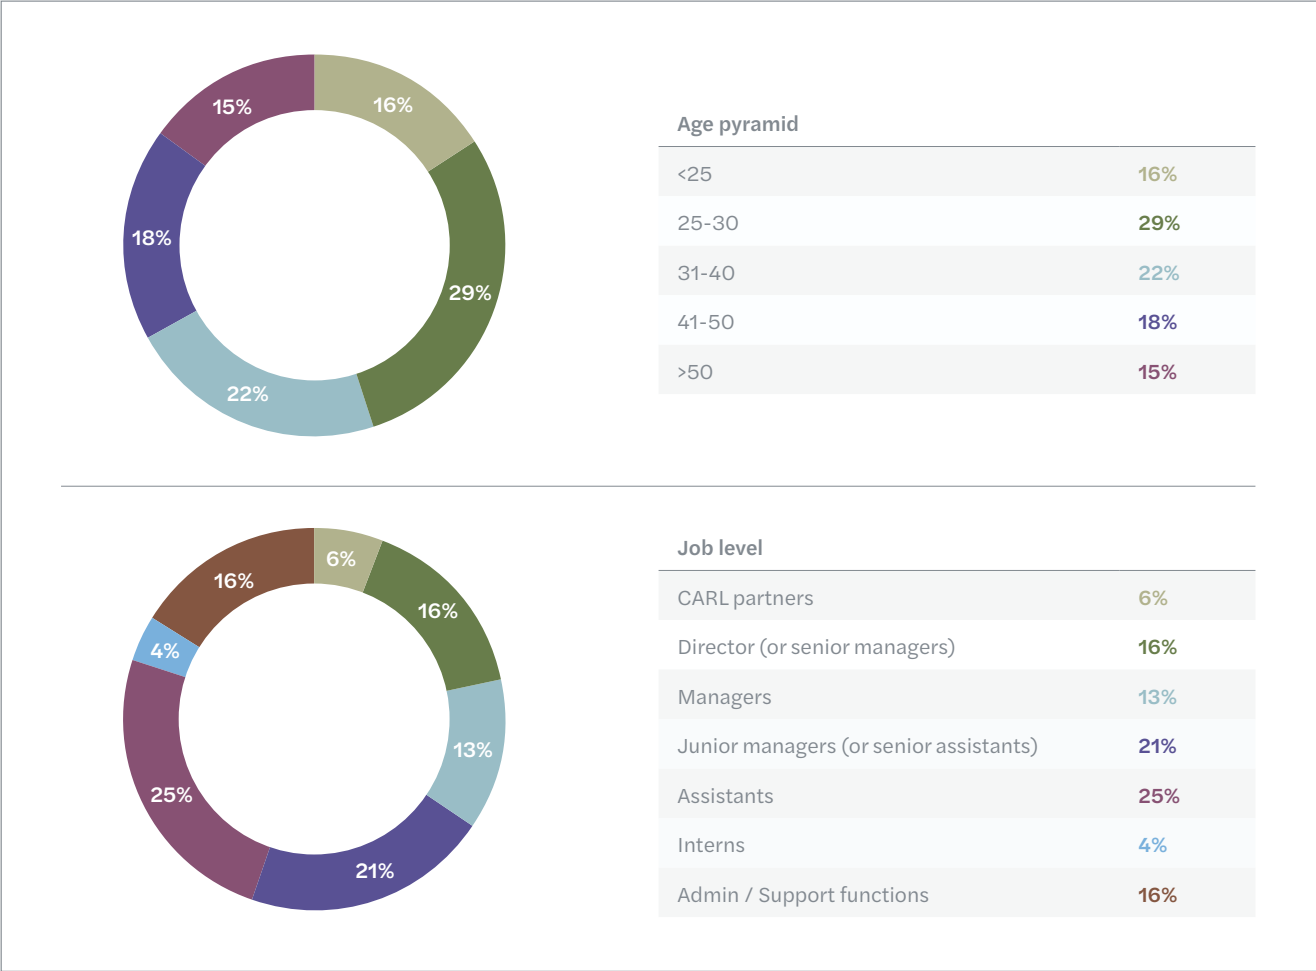 15%
16%
18%
29%
22%
Age pyramid
<25 16%
25-30 29%
31-40 22%
41-50 18%
>50 15%
6%
16%
16%
4%
13%
25%
21%
Job level
CARL partners 6%
Director (or senior managers) 16%
Managers 13%
Junior managers (or senior assistants) 21%
Assistants 25%
Interns 4%
Admin / Support functions 16%